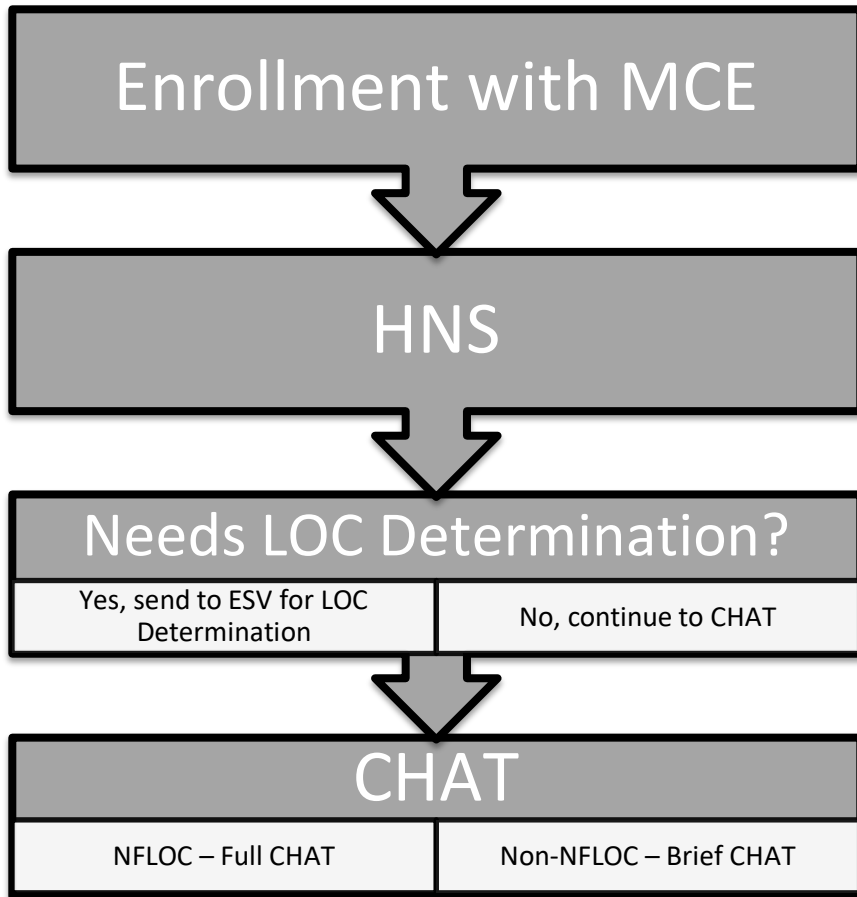 Enrollment with MCE
HNS
Needs LOC Determination?
Yes, send to ESV for LOC
Determination
No, continue to CHAT
CHAT
NFLOC – Full CHAT
Non-NFLOC – Brief CHAT